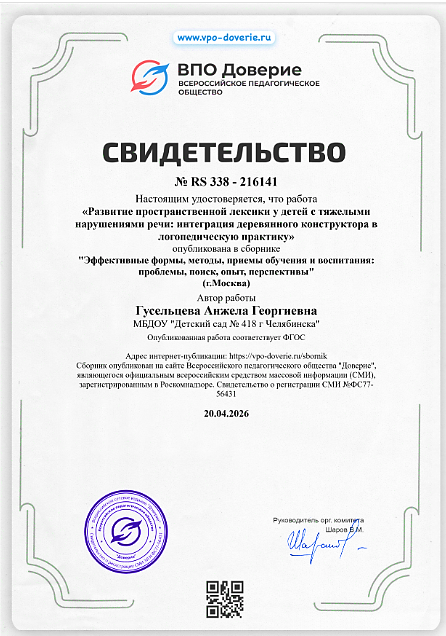 www.vpo-doverie.ru
ВПО Доверие
ВСЕРОССИЙСКОЕ ПЕДАГОГИЧЕСКОЕ
ОБЩЕСТВО
СВИДЕТЕЛЬСТВО
№ RS 338 - 216141
Настоящим удостоверяется, что работа
«Развитие пространственной лексики у детей с тяжелыми
нарушениями речи: интеграция деревянного конструктора в
логопедическую практику»
опубликована в сборнике
"Эффективные формы, методы, приемы обучения и воспитания:
проблемы, поиск, опыт, перспективы"
(г.Москва)
Автор работы
Гусельцева Анжела Георгиевна
МБДОУ "Детский сад № 418 г Челябинска"
Опубликованная работа соответствует ФГОС
Адрес интернет-публикации: https://vpo-doverie.ru/sbornik
Сборник опубликован на сайте Всероссийского педагогического общества "Доверие",
являющегося официальным всероссийским средством массовой информации (СМИ),
зарегистрированным в Роскомнадзоре. Свидетельство о регистрации СМИ №ФС77-
56431
20.04.2026
Руководитель орг. комитета
Шаров В.М.
"Доверие"